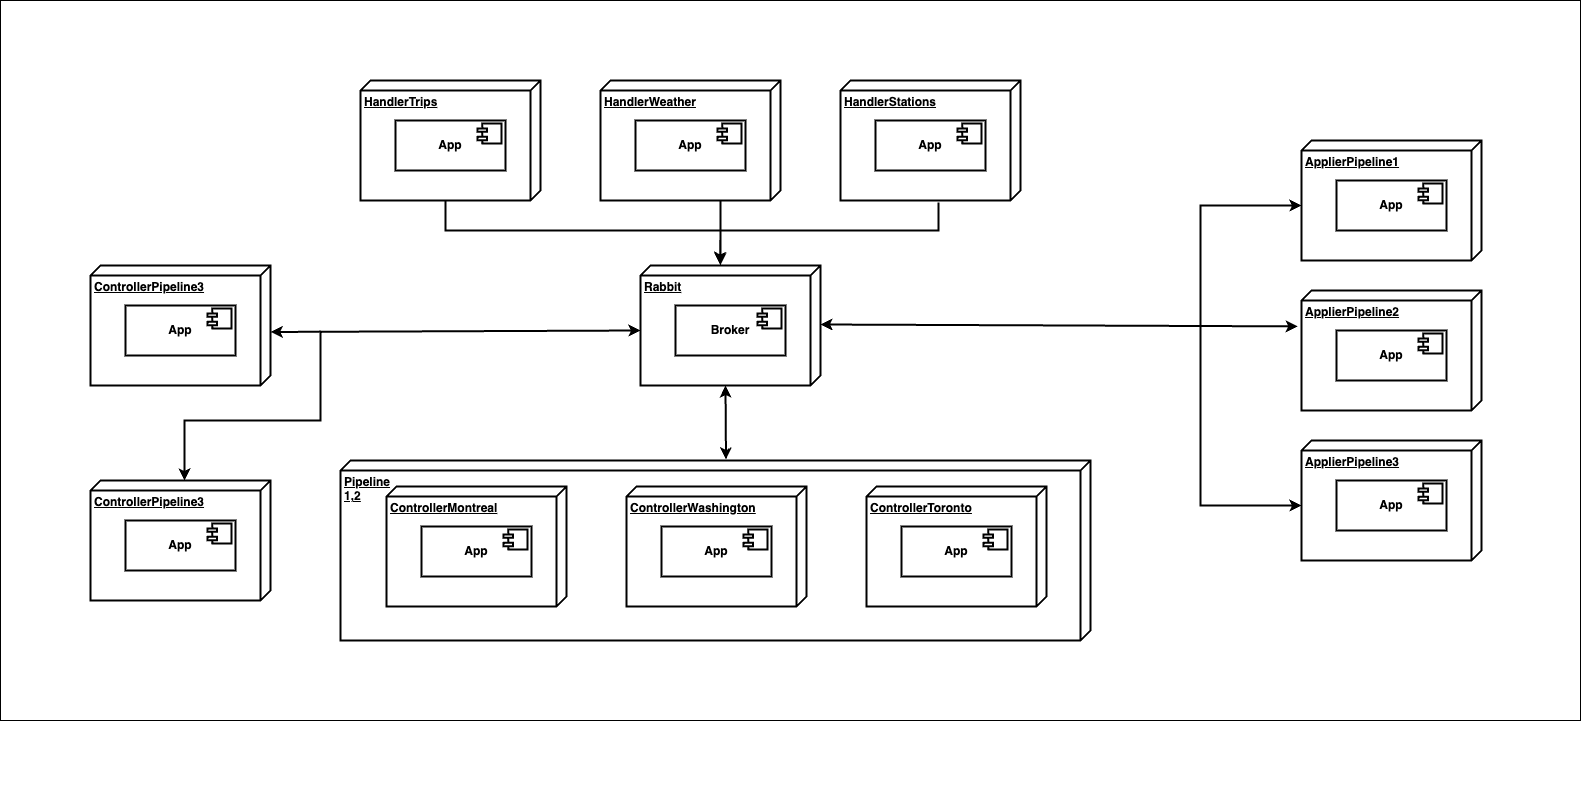 HandlerTrips
App
HandlerWeather
App
HandlerStations
App
ApplierPipeline1
App
ControllerPipeline3
App
Rabbit
Broker
ApplierPipeline2
App
ControllerPipeline3
App
Pipeline
1,2
ControllerMontreal
App
ControllerWashington
App
ControllerToronto
App
ApplierPipeline3
App